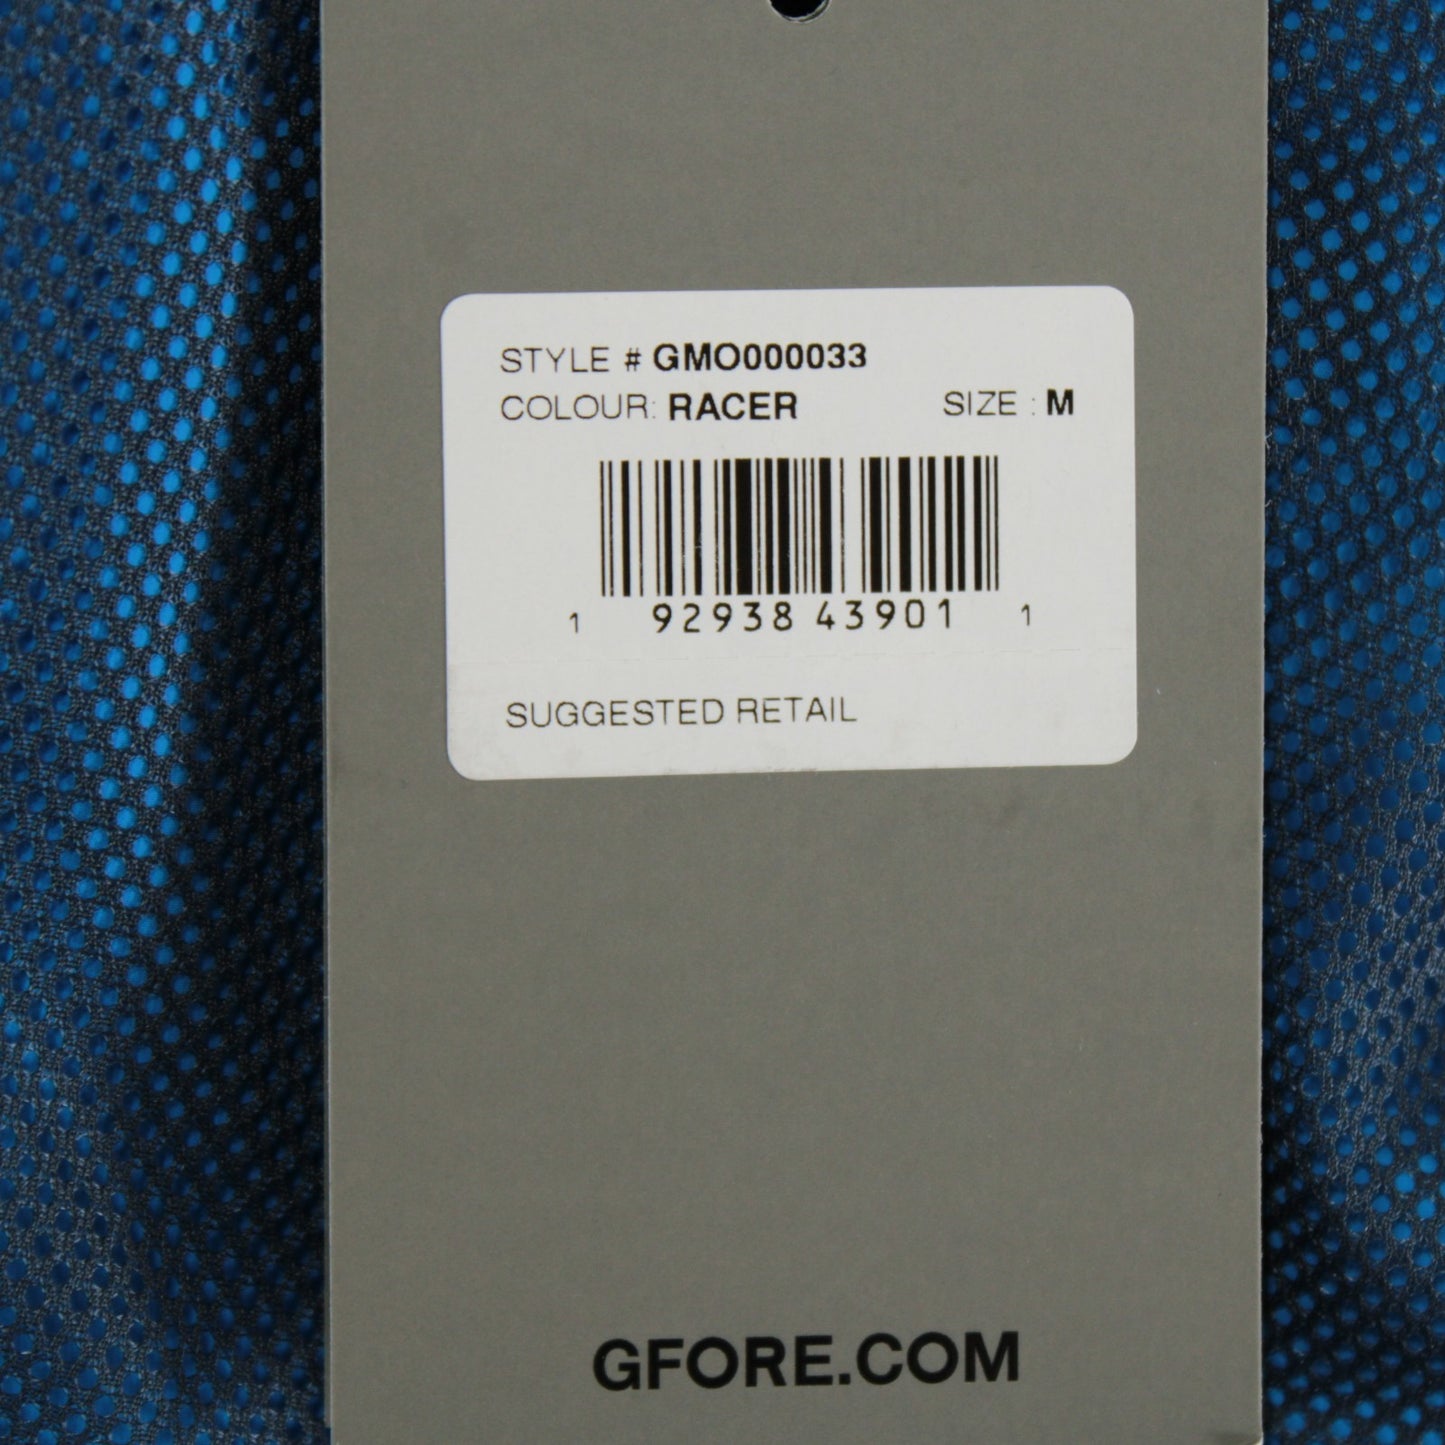 STYLE # GMO000033
COLOUR: RACER SIZE : M
1 92938 43901 1
SUGGESTED RETAIL
GFORE.COM